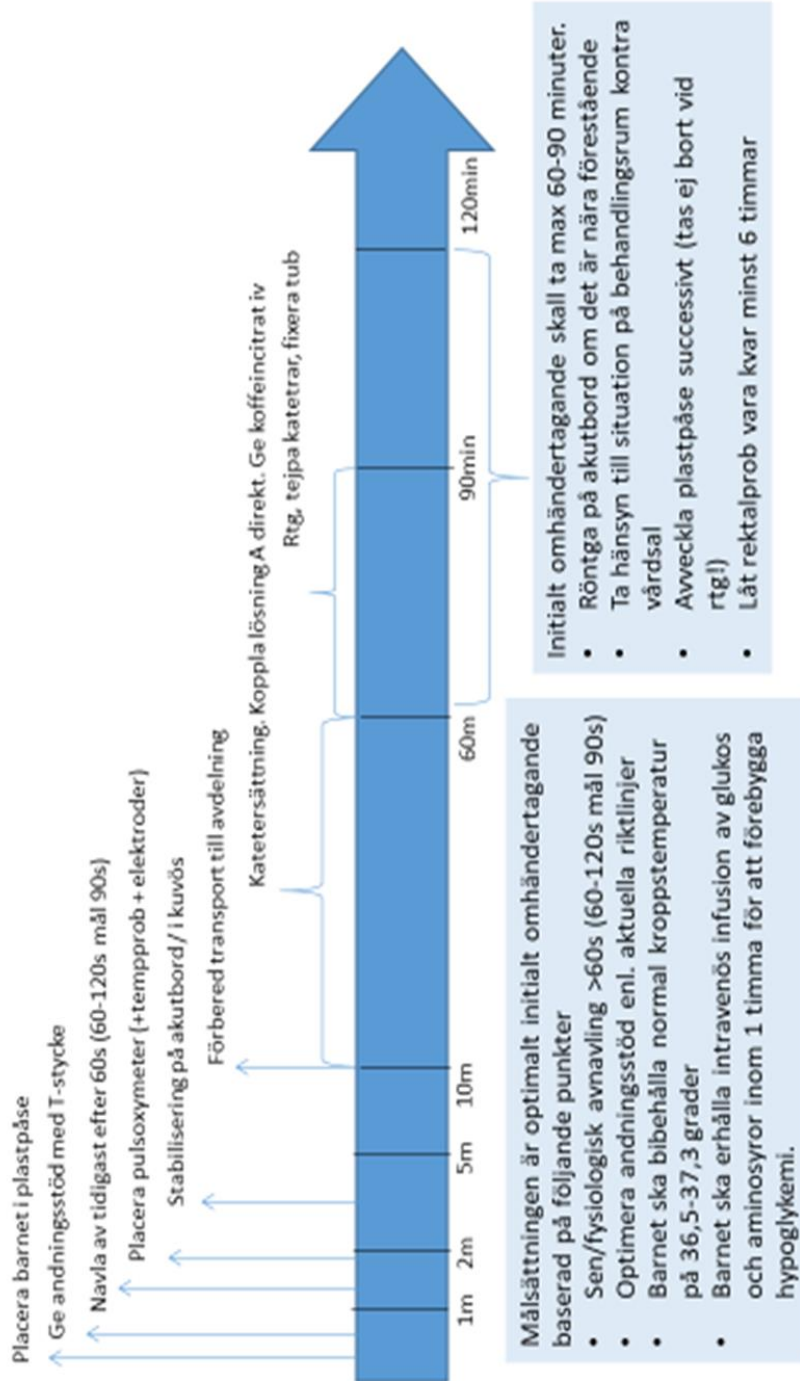 Placera barnet i plastpåse
Ge andningsstöd med T-stycke
Navla av tidigast efter 60s (60-120s mål 90s)
Placera pulsoxymeter (+tempprob + elektroder)
Stabilisering på akutbord / i kuvös
Förbered transport till avdelning
Katetersättning. Koppla lösning A direkt. Ge koffeincitrat iv
Rtg, tejpa katetrar, fixera tub
1m
2m
5m
10m
60m
90min
120min
Målsättningen är optimalt initialt omhändertagande
baserad på följande punkter
• Sen/fysiologisk avnavling >60s (60-120s mål 90s)
• Optimera andningsstöd enl. aktuella riktlinjer
• Barnet ska bibehålla normal kroppstemperatur
på 36,5-37,3 grader
• Barnet ska erhålla intravenös infusion av glukos
och aminosyror inom 1 timma för att förebygga
hypoglykemi.
Initialt omhändertagande skall ta max 60-90 minuter.
• Röntga på akutbord om det är nära förestående
• Ta hänsyn till situation på behandlingsrum kontra
vårdsal
• Avveckla plastpåse successivt (tas ej bort vid
rtg!)
• Låt rektalprob vara kvar minst 6 timmar